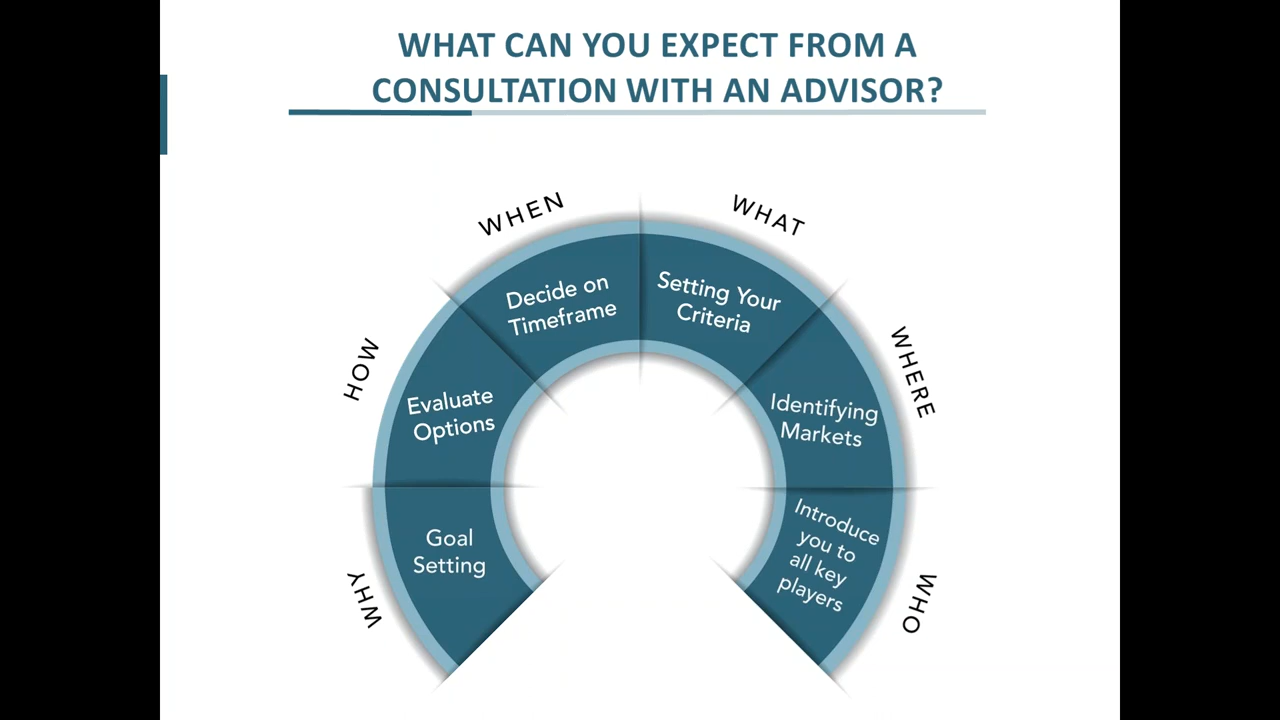 WHAT CAN YOU EXPECT FROM A
CONSULTATION WITH AN ADVISOR?
WHY
Goal
Setting
HOW
Evaluate
Options
WHEN
Decide on
Timeframe
WHAT
Setting Your
Criteria
WHERE
Identifying
Markets
WHO
Introduce
you to
all key
players